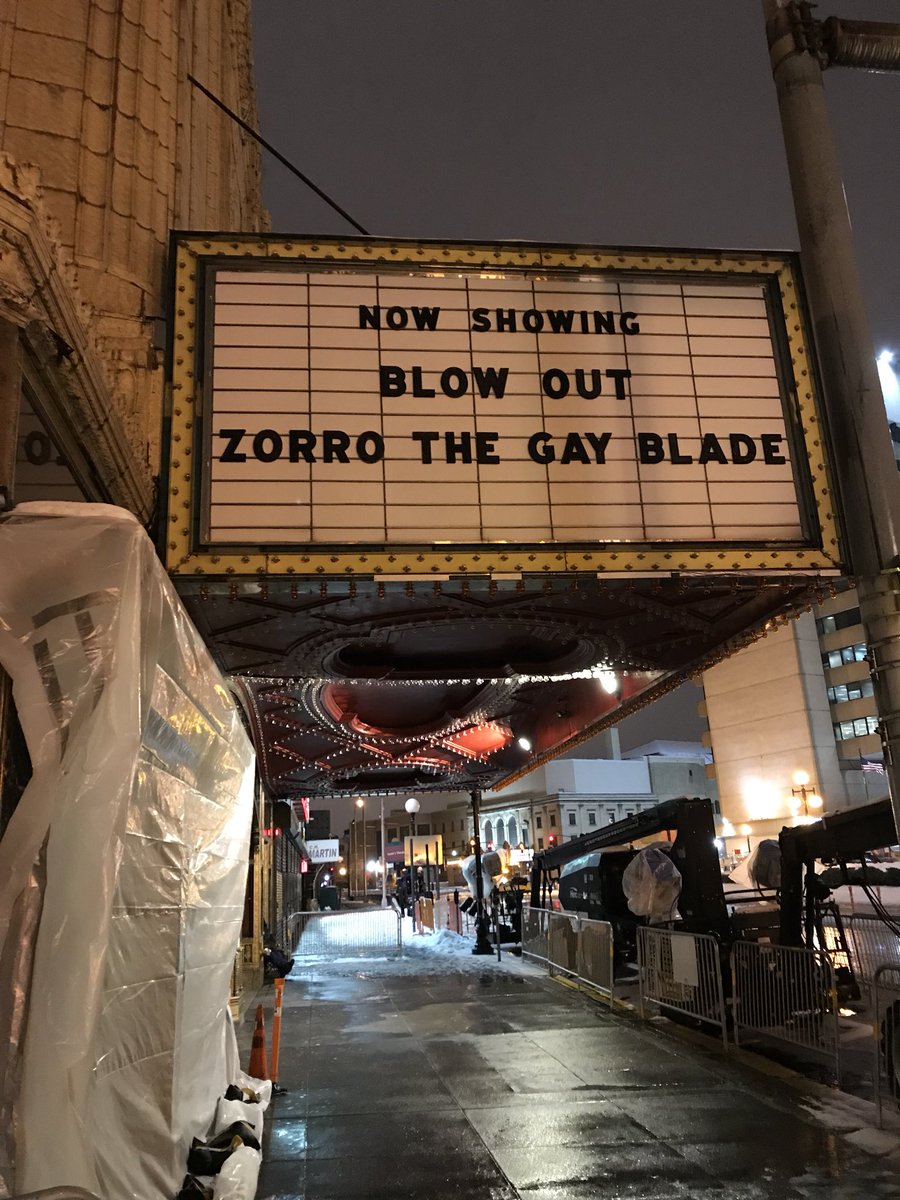 NOW SHOWING
BLOW OUT
ZORRO THE GAY BLADE
MARTIN